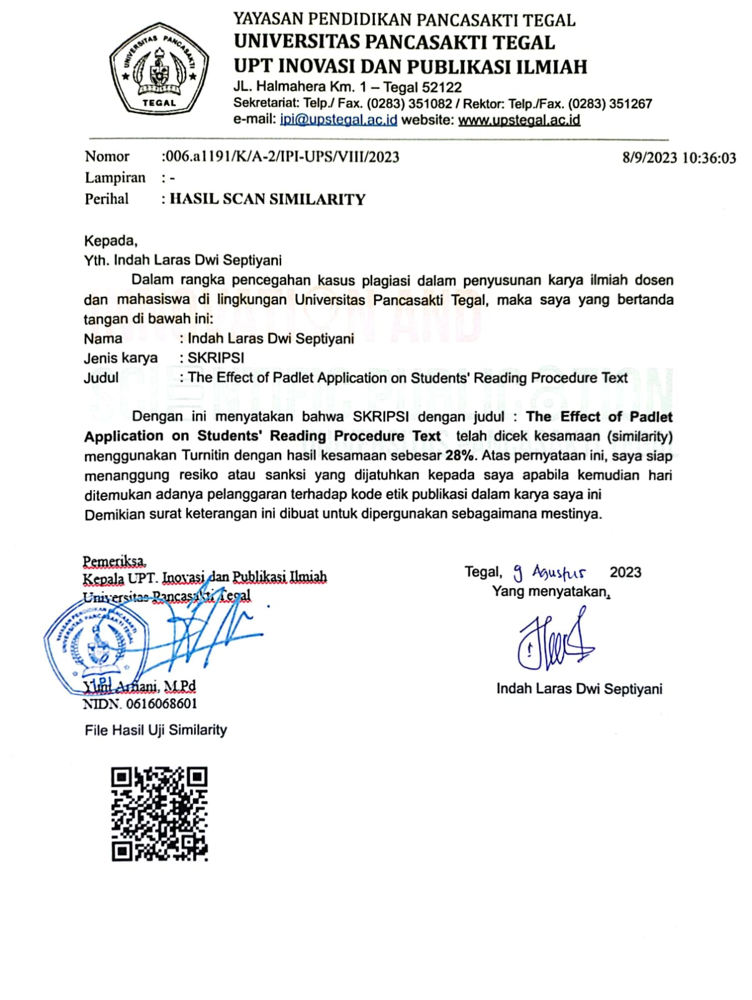 YAYASAN PENDIDIKAN PANCASAKTI TEGAL
UNIVERSITAS PANCASAKTI TEGAL
UPT INOVASI DAN PUBLIKASI ILMIAH
JL. Halmahera Km. 1 – Tegal 52122
Sekretariat: Telp./ Fax. (0283) 351082 / Rektor: Telp./Fax. (0283) 351267
e-mail: ipi@upstegal.ac.id website: www.upstegal.ac.id
UNIVERSITAS PANCASAKTI
TEGAL
Nomor :006.a1191/K/A-2/IPI-UPS/VIII/2023 8/9/2023 10:36:03
Lampiran : -
Perihal : HASIL SCAN SIMILARITY
Kepada,
Yth. Indah Laras Dwi Septiyani
Dalam rangka pencegahan kasus plagiasi dalam penyusunan karya ilmiah dosen
dan mahasiswa di lingkungan Universitas Pancasakti Tegal, maka saya yang bertanda
tangan di bawah ini:
Nama : Indah Laras Dwi Septiyani
Jenis karya : SKRIPSI
Judul : The Effect of Padlet Application on Students' Reading Procedure Text
Dengan ini menyatakan bahwa SKRIPSI dengan judul : The Effect of Padlet
Application on Students' Reading Procedure Text telah dicek kesamaan (similarity)
menggunakan Turnitin dengan hasil kesamaan sebesar 28%. Atas pernyataan ini, saya siap
menanggung resiko atau sanksi yang dijatuhkan kepada saya apabila kemudian hari
ditemukan adanya pelanggaran terhadap kode etik publikasi dalam karya saya ini
Demikian surat keterangan ini dibuat untuk dipergunakan sebagaimana mestinya.
Pemeriksa,
Kepala UPT. Inovasi dan Publikasi Ilmiah
Universitas Pancasakti Tegal
YAYASAN PENDIDIKAN PANCASAKTI
UNIVERSITAS PANCASAKTI TEGAL
IPI
Yuni Arfiani, M.Pd
NIDN. 0616068601
Tegal, 9 Agustus 2023
Yang menyatakan,
Indah Laras Dwi Septiyani
File Hasil Uji Similarity